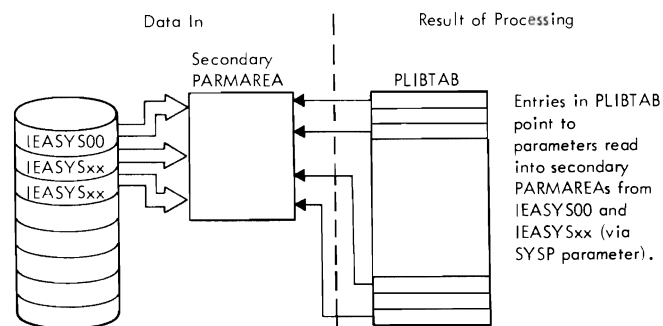 Data In
Result of Processing
Secondary
PARMAREA
PLIBTAB
IEASYS00
IEASYSxx
IEASYSxx
Entries in PLIBTAB
point to
parameters read
into secondary
PARMAREAs from
IEASYS00 and
IEASYSxx (via
SYSP parameter).